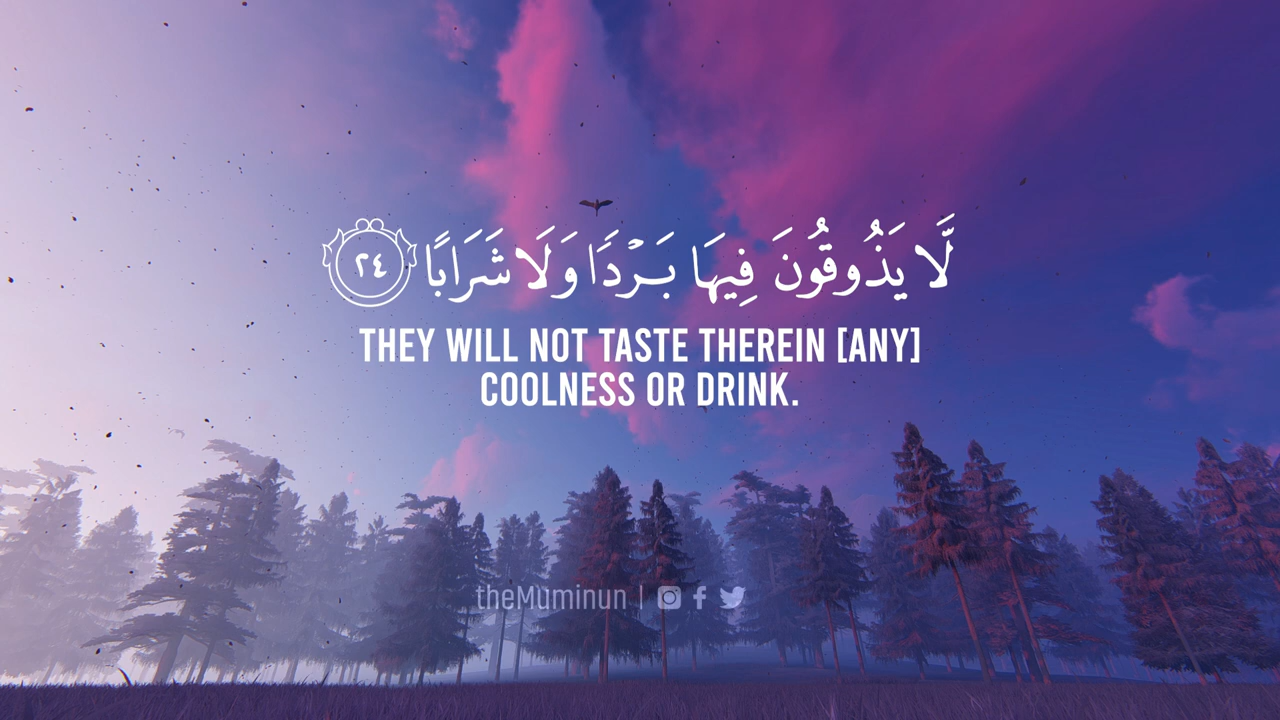 لَّا يَذُوقُونَ فِيهَا بَرْدًا وَلَا شَرَابًا ٢٤
THEY WILL NOT TASTE THEREIN [ANY]
COOLNESS OR DRINK.
theMuminun |